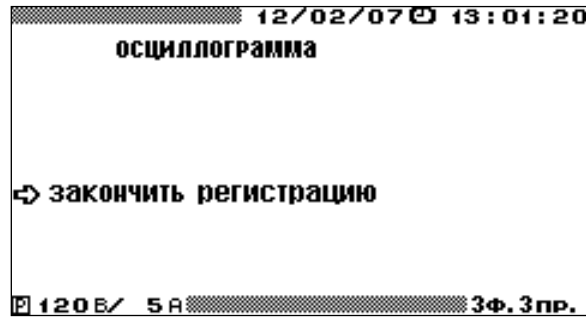 12/02/07 13:01:20
осциллограмма
закончить регистрацию
P 120В/ 5А 3ф.3пр.